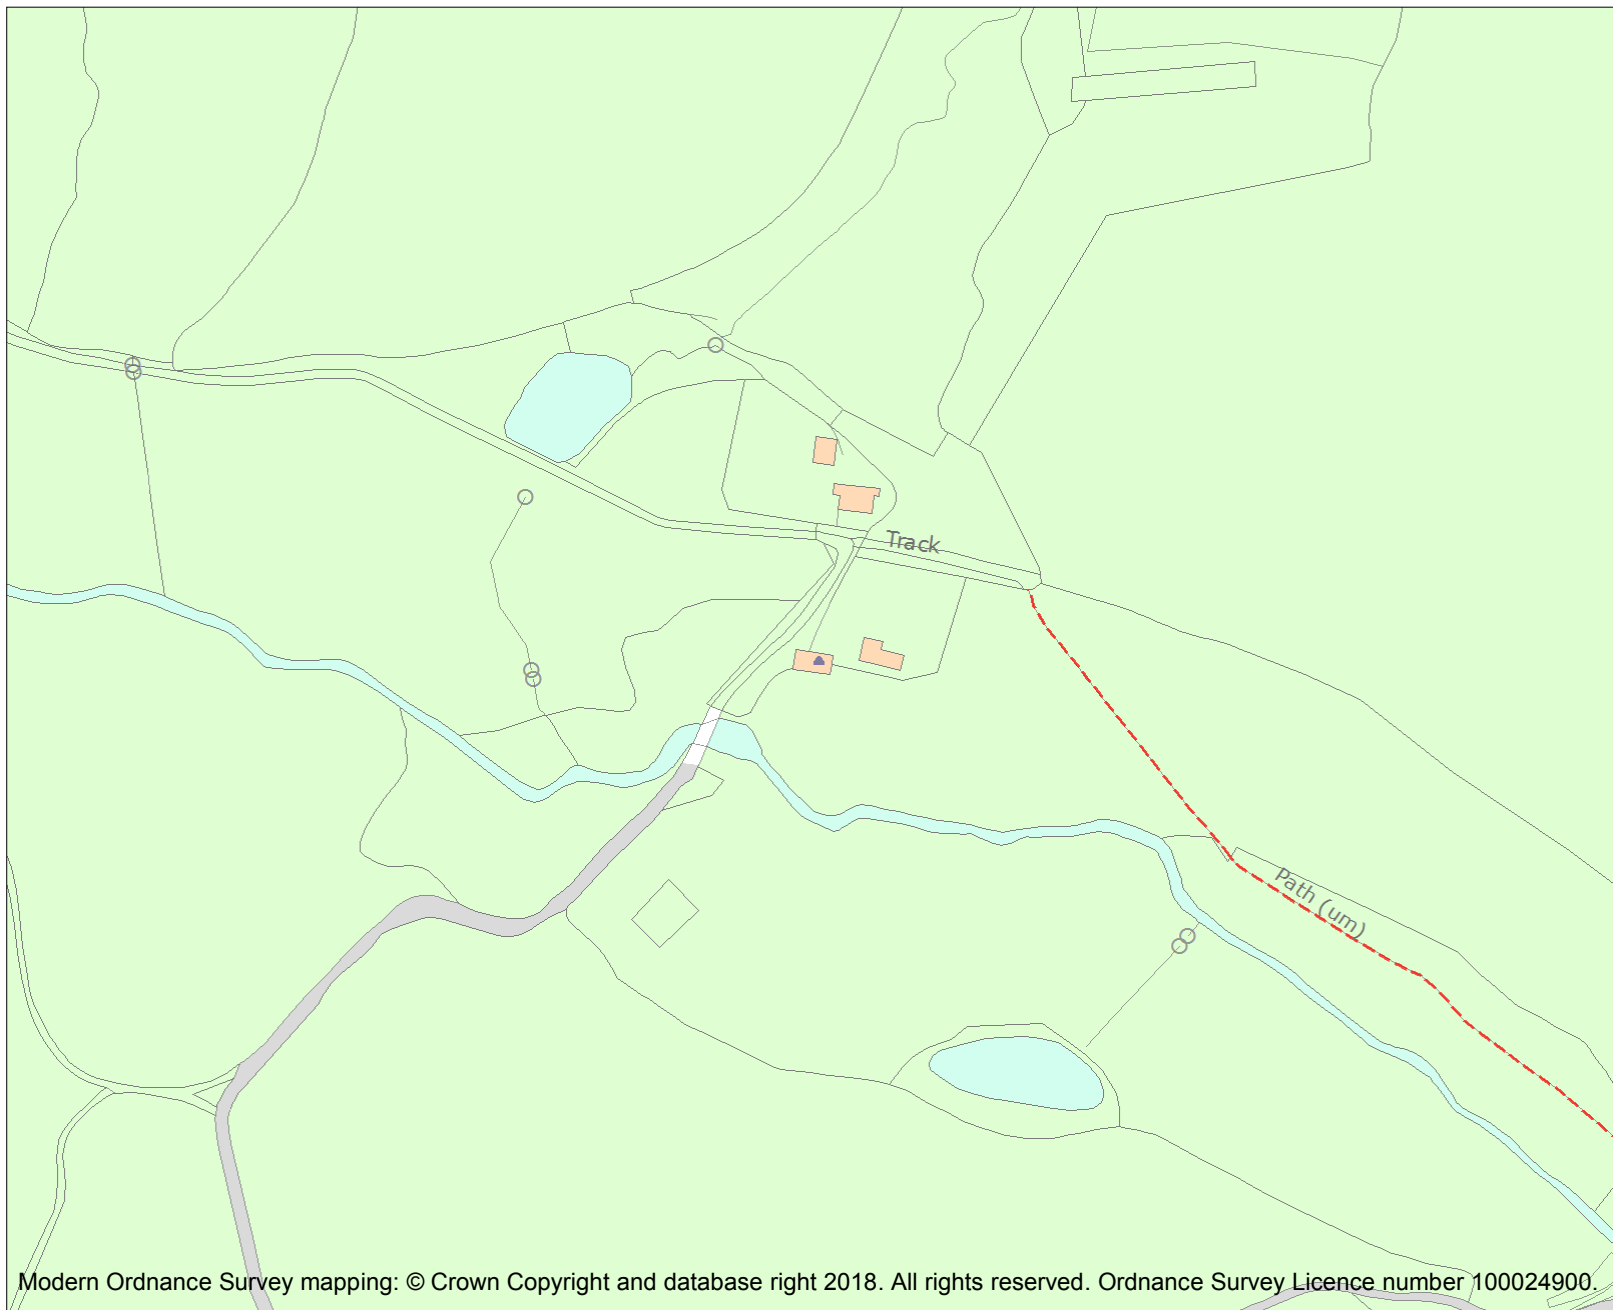 Track
Path (um)
Modern Ordnance Survey mapping: © Crown Copyright and database right 2018. All rights reserved. Ordnance Survey Licence number 100024900.